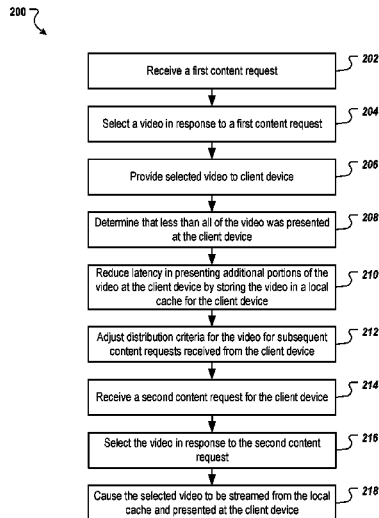 200
Receive a first content request
202
Select a video in response to a first content request
204
Provide selected video to client device
206
Determine that less than all of the video was presented
at the client device
208
Reduce latency in presenting additional portions of the
video at the client device by storing the video in a local
cache for the client device
210
Adjust distribution criteria for the video for subsequent
content requests received from the client device
212
Receive a second content request for the client device
214
Select the video in response to the second content
request
216
Cause the selected video to be streamed from the local
cache and presented at the client device
218